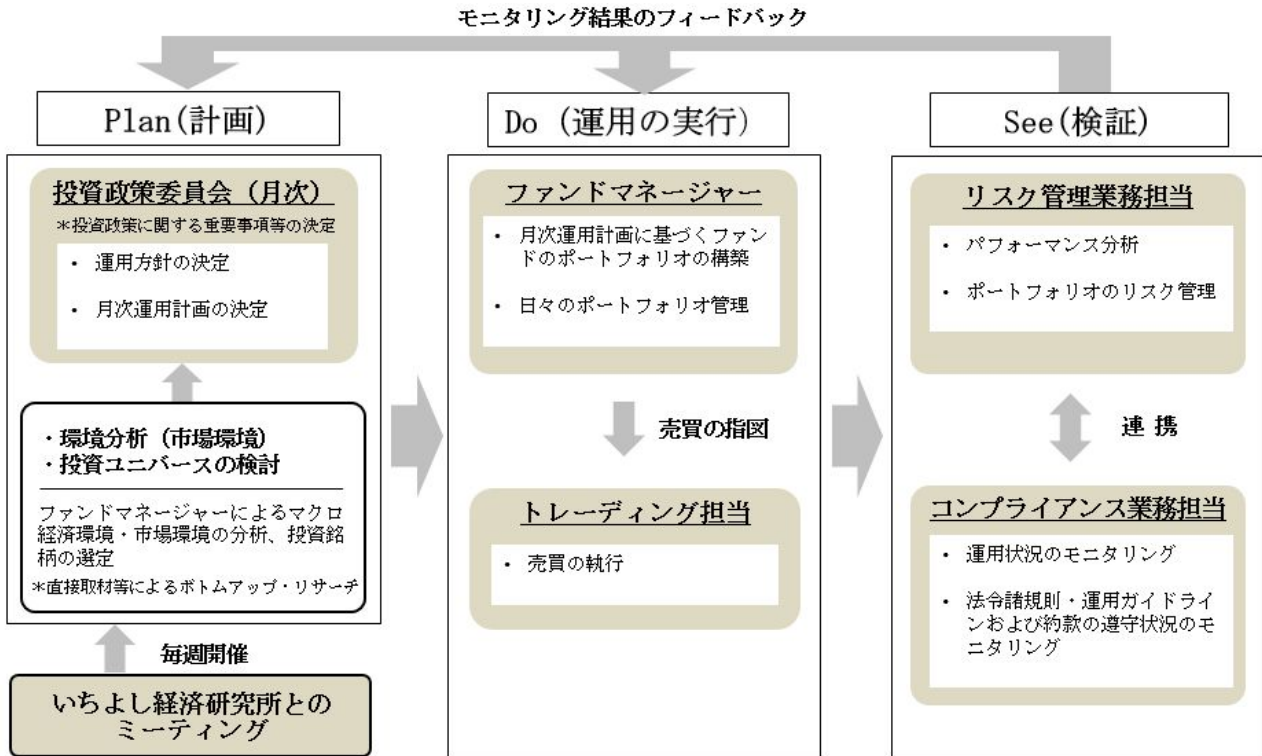 モニタリング結果のフィードバック
Plan(計画)
投資政策委員会（月次）
＊投資政策に関する重要事項等の決定
・ 運用方針の決定
・ 月次運用計画の決定
・環境分析（市場環境）
・投資ユニバースの検討
ファンドマネージャーによるマクロ
経済環境・市場環境の分析、投資銘
柄の選定
＊直接取材等によるボトムアップ・リサーチ
毎週開催
いちよし経済研究所との
ミーティング
Do (運用の実行)
ファンドマネージャー
・ 月次運用計画に基づくファン
ドのポートフォリオの構築
・ 日々のポートフォリオ管理
売買の指図
トレーディング担当
・ 売買の執行
See(検証)
リスク管理業務担当
・ パフォーマンス分析
・ ポートフォリオのリスク管理
連 携
コンプライアンス業務担当
・ 運用状況のモニタリング
・ 法令諸規則・運用ガイドライ
ンおよび約款の遵守状況のモ
ニタリング